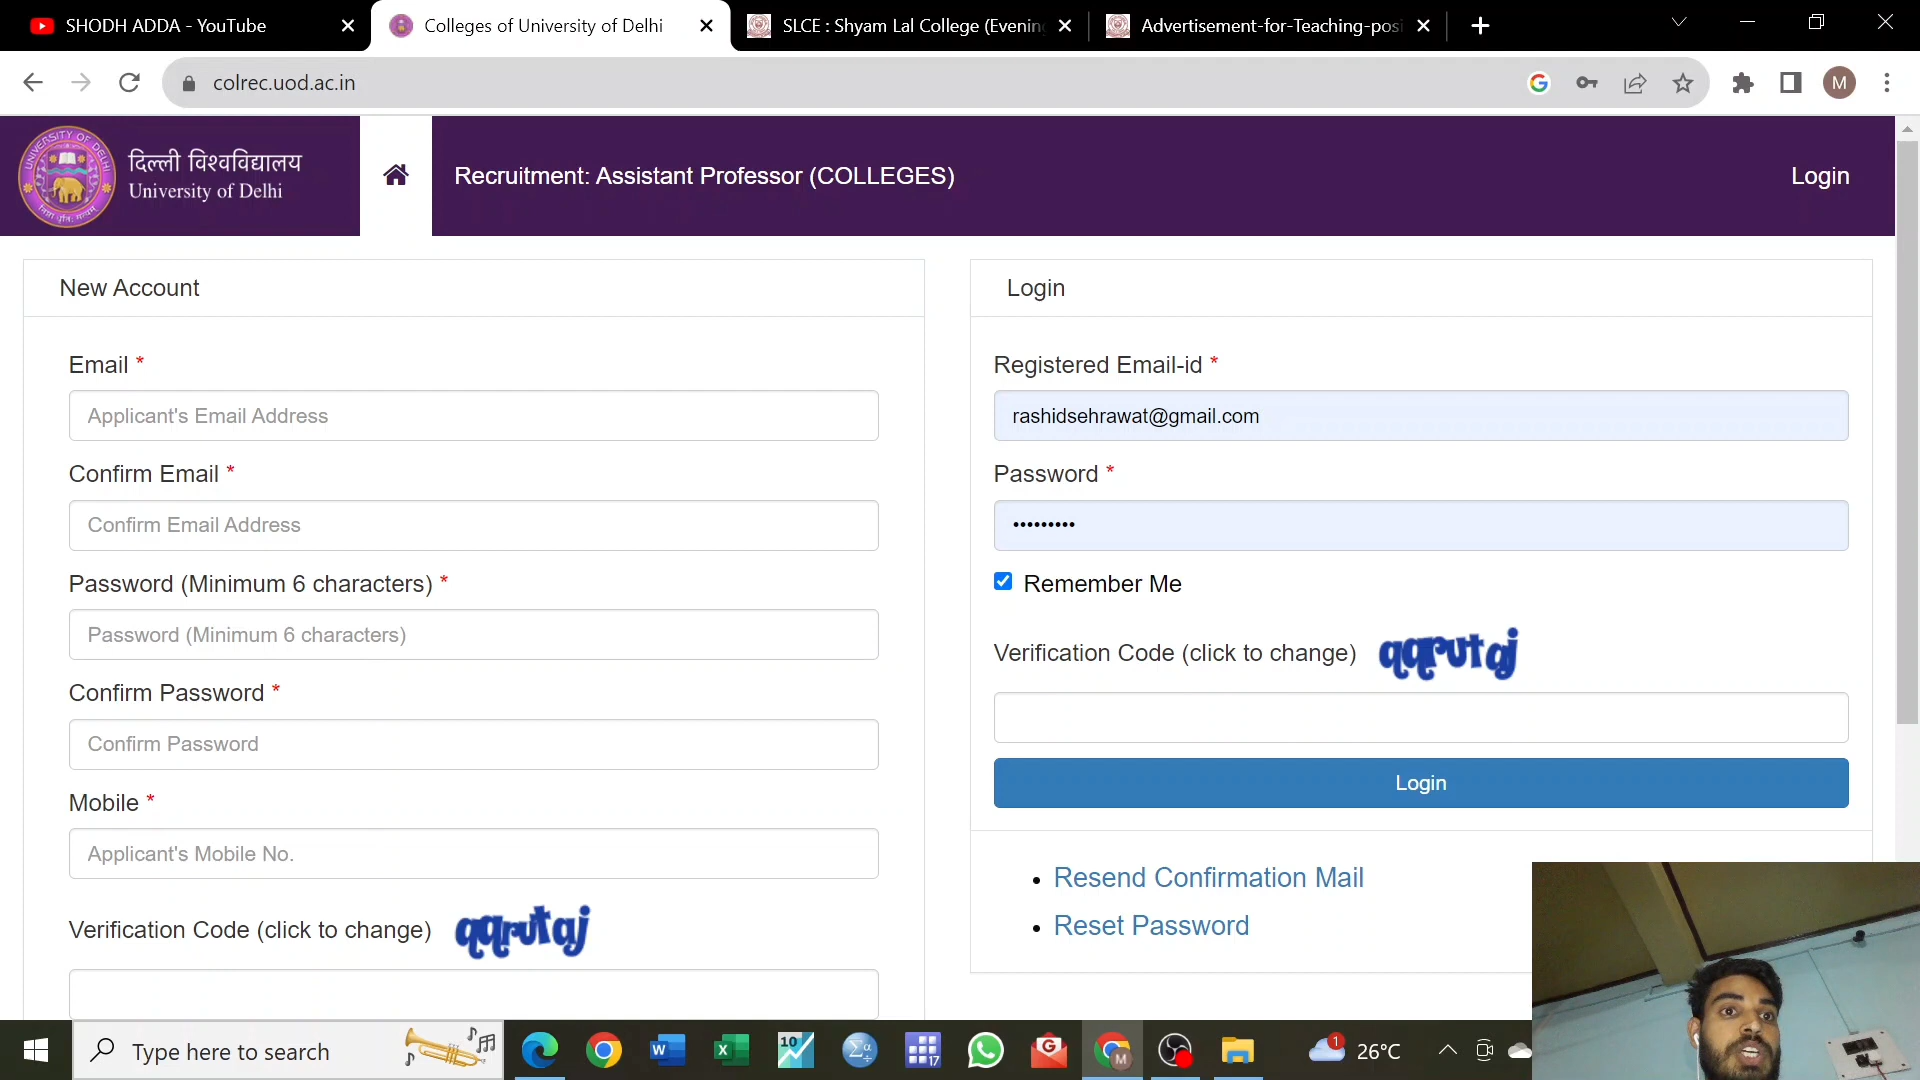 SHODH ADDA - YouTube
Colleges of University of Delhi
SLCE : Shyam Lal College (Evening
Advertisement-for-Teaching-posi
colrec.uod.ac.in
M
दिल्ली विश्वविद्यालय
University of Delhi
Recruitment: Assistant Professor (COLLEGES)
Login
New Account
Email *
Applicant's Email Address
Confirm Email *
Confirm Email Address
Password (Minimum 6 characters) *
Password (Minimum 6 characters)
Confirm Password *
Confirm Password
Mobile *
Applicant's Mobile No.
Verification Code (click to change)
Login
Registered Email-id *
rashidsehrawat@gmail.com
Password *
•••••••••
Remember Me
Verification Code (click to change)
Login
• Resend Confirmation Mail
• Reset Password
Type here to search
10
17
1
26°C